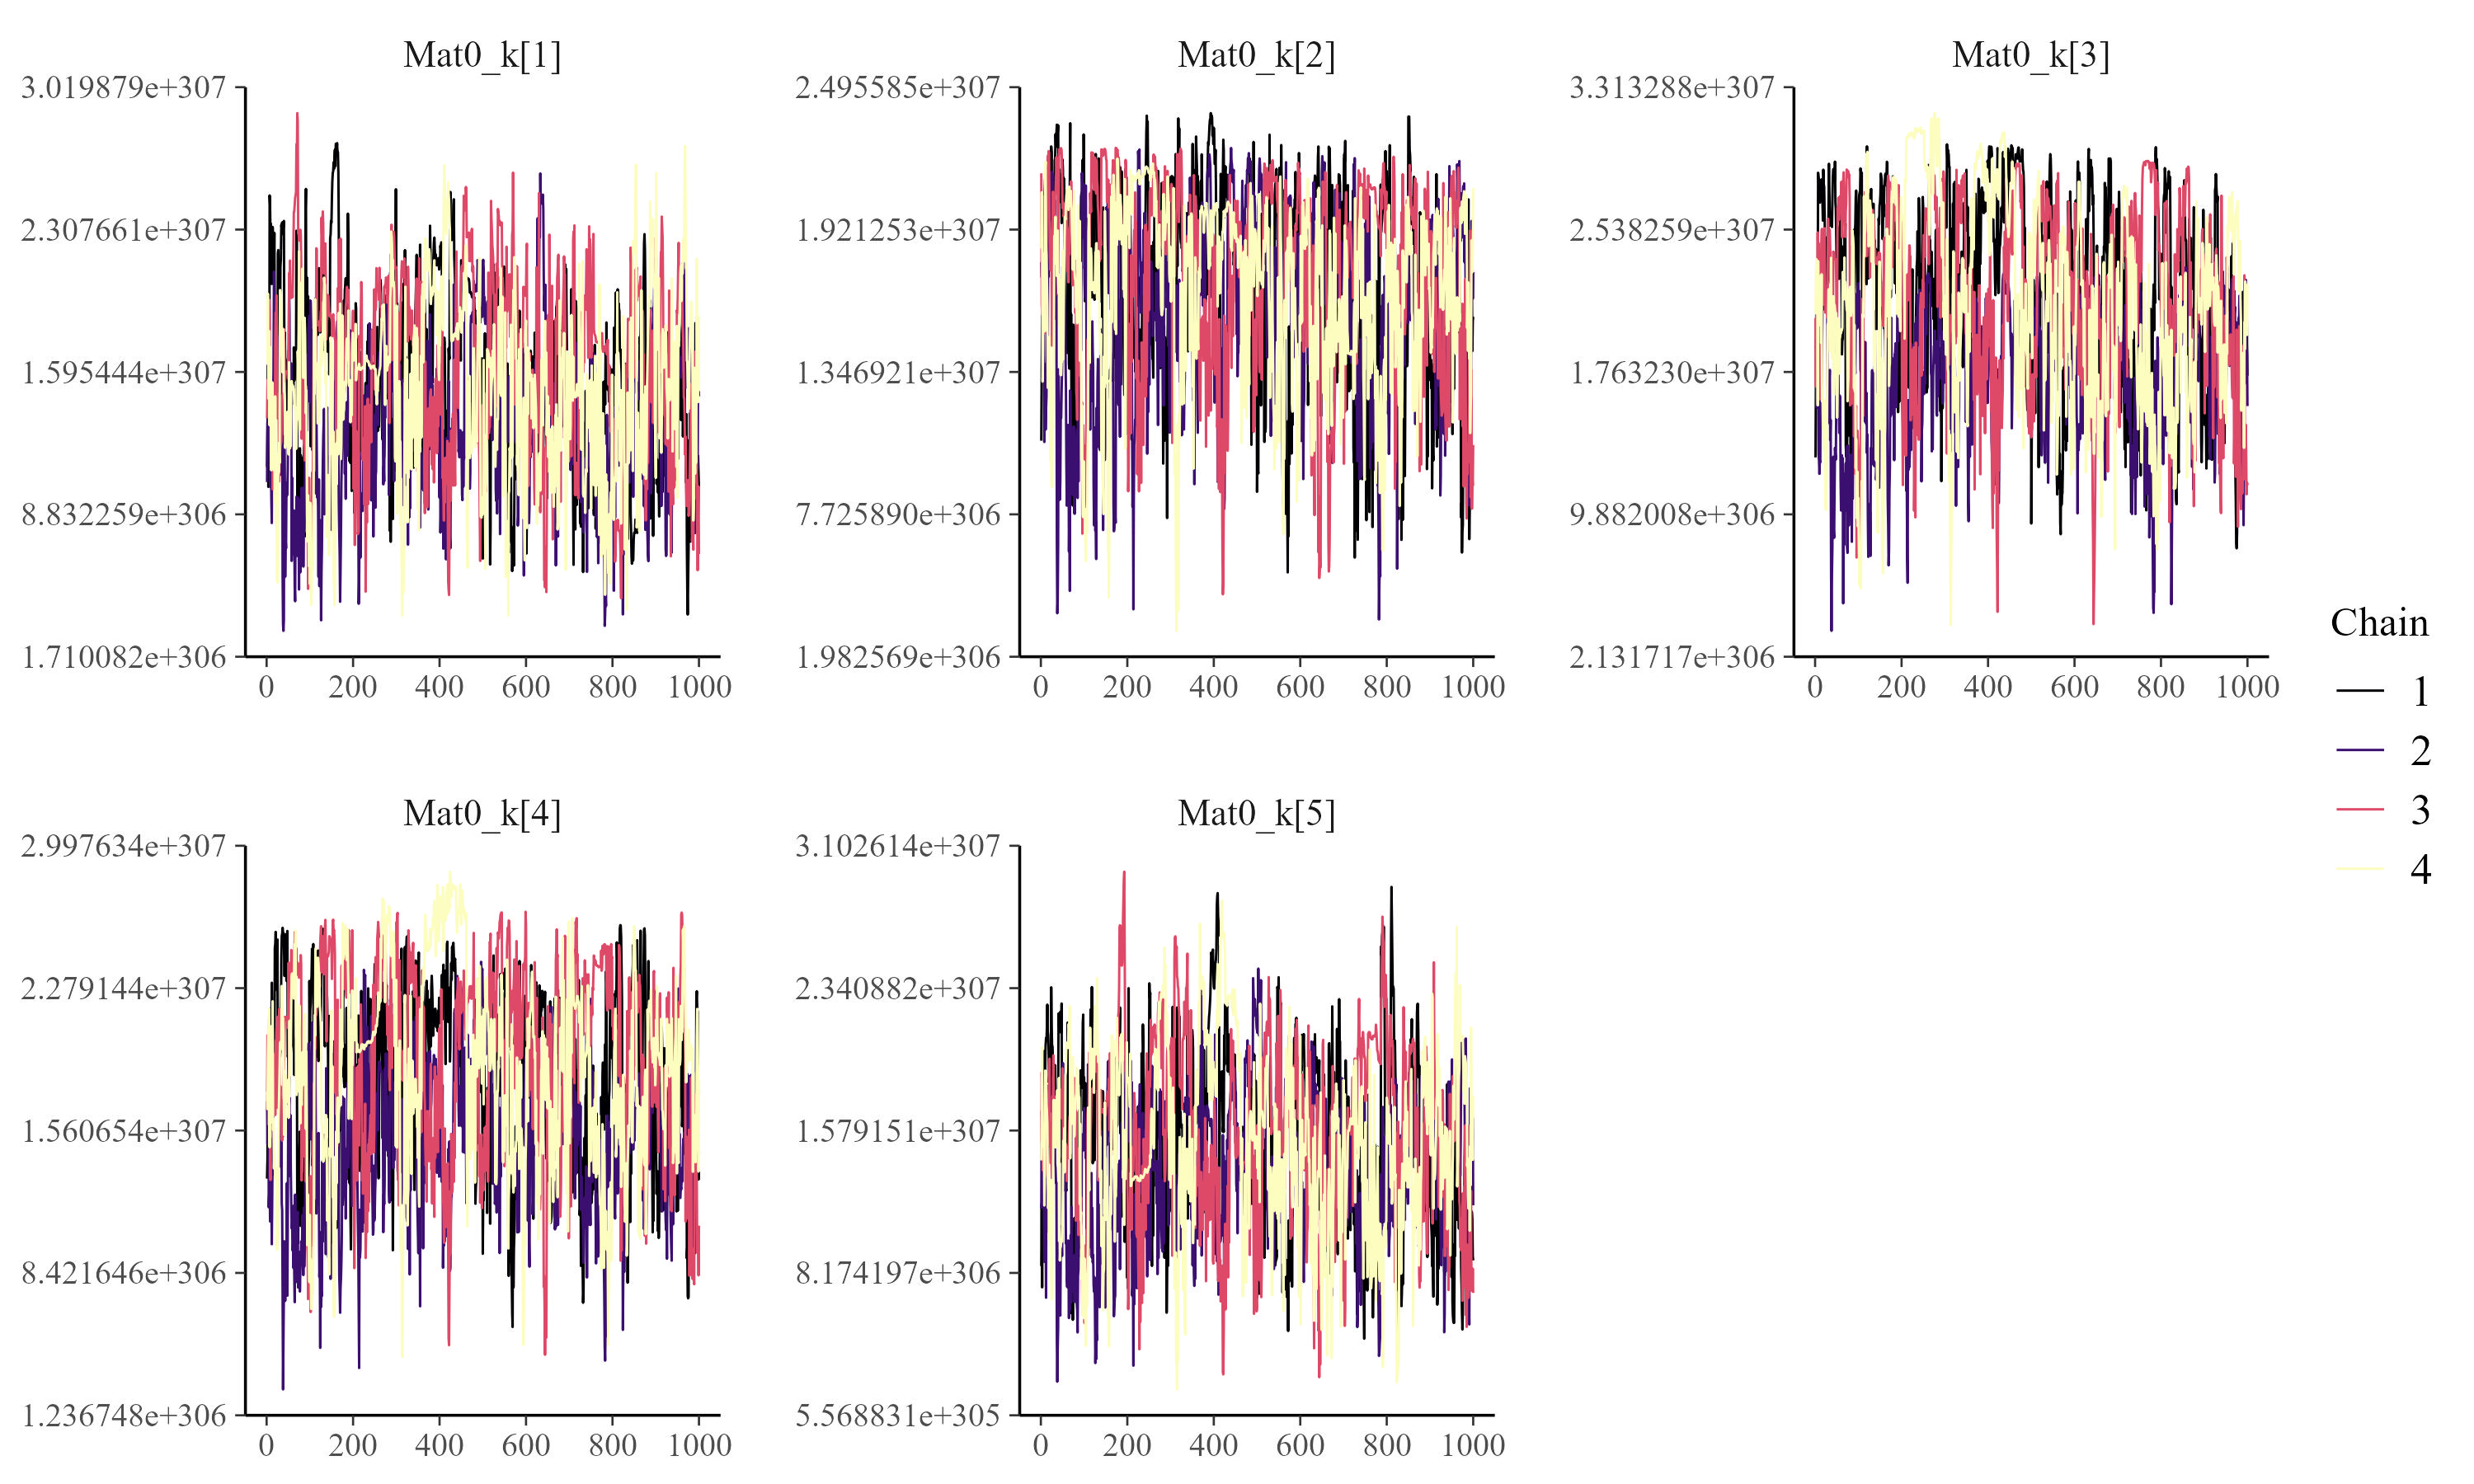 Mat0_k[1]
3.019879e+307
2.307661e+307
1.595444e+307
8.832259e+306
1.710082e+306
0 200 400 600 800 1000
Mat0_k[2]
2.495585e+307
1.921253e+307
1.346921e+307
7.725890e+306
1.982569e+306
0 200 400 600 800 1000
Mat0_k[3]
3.313288e+307
2.538259e+307
1.763230e+307
9.882008e+306
2.131717e+306
0 200 400 600 800 1000
Mat0_k[4]
2.997634e+307
2.279144e+307
1.560654e+307
8.421646e+306
1.236748e+306
0 200 400 600 800 1000
Mat0_k[5]
3.102614e+307
2.340882e+307
1.579151e+307
8.174197e+306
5.568831e+305
0 200 400 600 800 1000
Chain
1
2
3
4